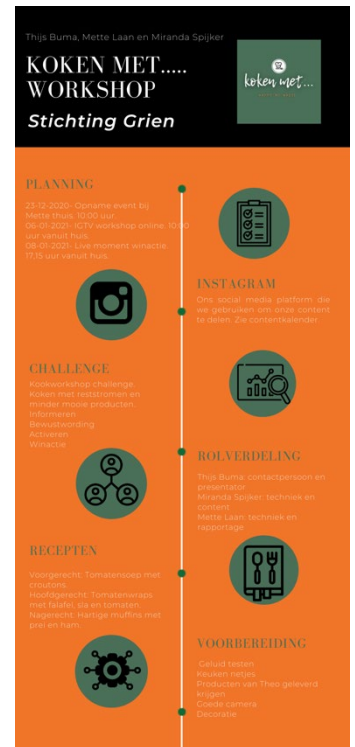 Thijs Buma, Mette Laan en Miranda Spijker
KOKEN MET.....
WORKSHOP
Stichting Grien
koken met...
PLANNING
23-12-2020- Opname event bij
Mette thuis. 10:00 uur.
06-01-2021- IGTV workshop online. 10:00
uur vanuit huis.
08-01-2021- Live moment winactie.
17,15 uur vanuit huis.
INSTAGRAM
Ons social media platform die
we gebruiken om onze content
te delen. Zie contentkalender.
CHALLENGE
Kookworkshop challenge.
Koken met reststromen en
minder mooie producten.
Informeren
Bewustwording
Activeren
Winactie
ROLVERDELING
Thijs Buma: contactpersoon en
presentator
Miranda Spijker: techniek en
content
Mette Laan: techniek en
rapportage
RECEPTEN
Voorgerecht: Tomatensoep met
croutons.
Hoofdgerecht: Tomatenwraps
met falafel, sla en tomaten.
Nagerecht: Hartige muffins met
prei en ham.
VOORBEREIDING
Geluid testen
Keuken netjes
Producten van Theo geleverd
krijgen
Goede camera
Decoratie